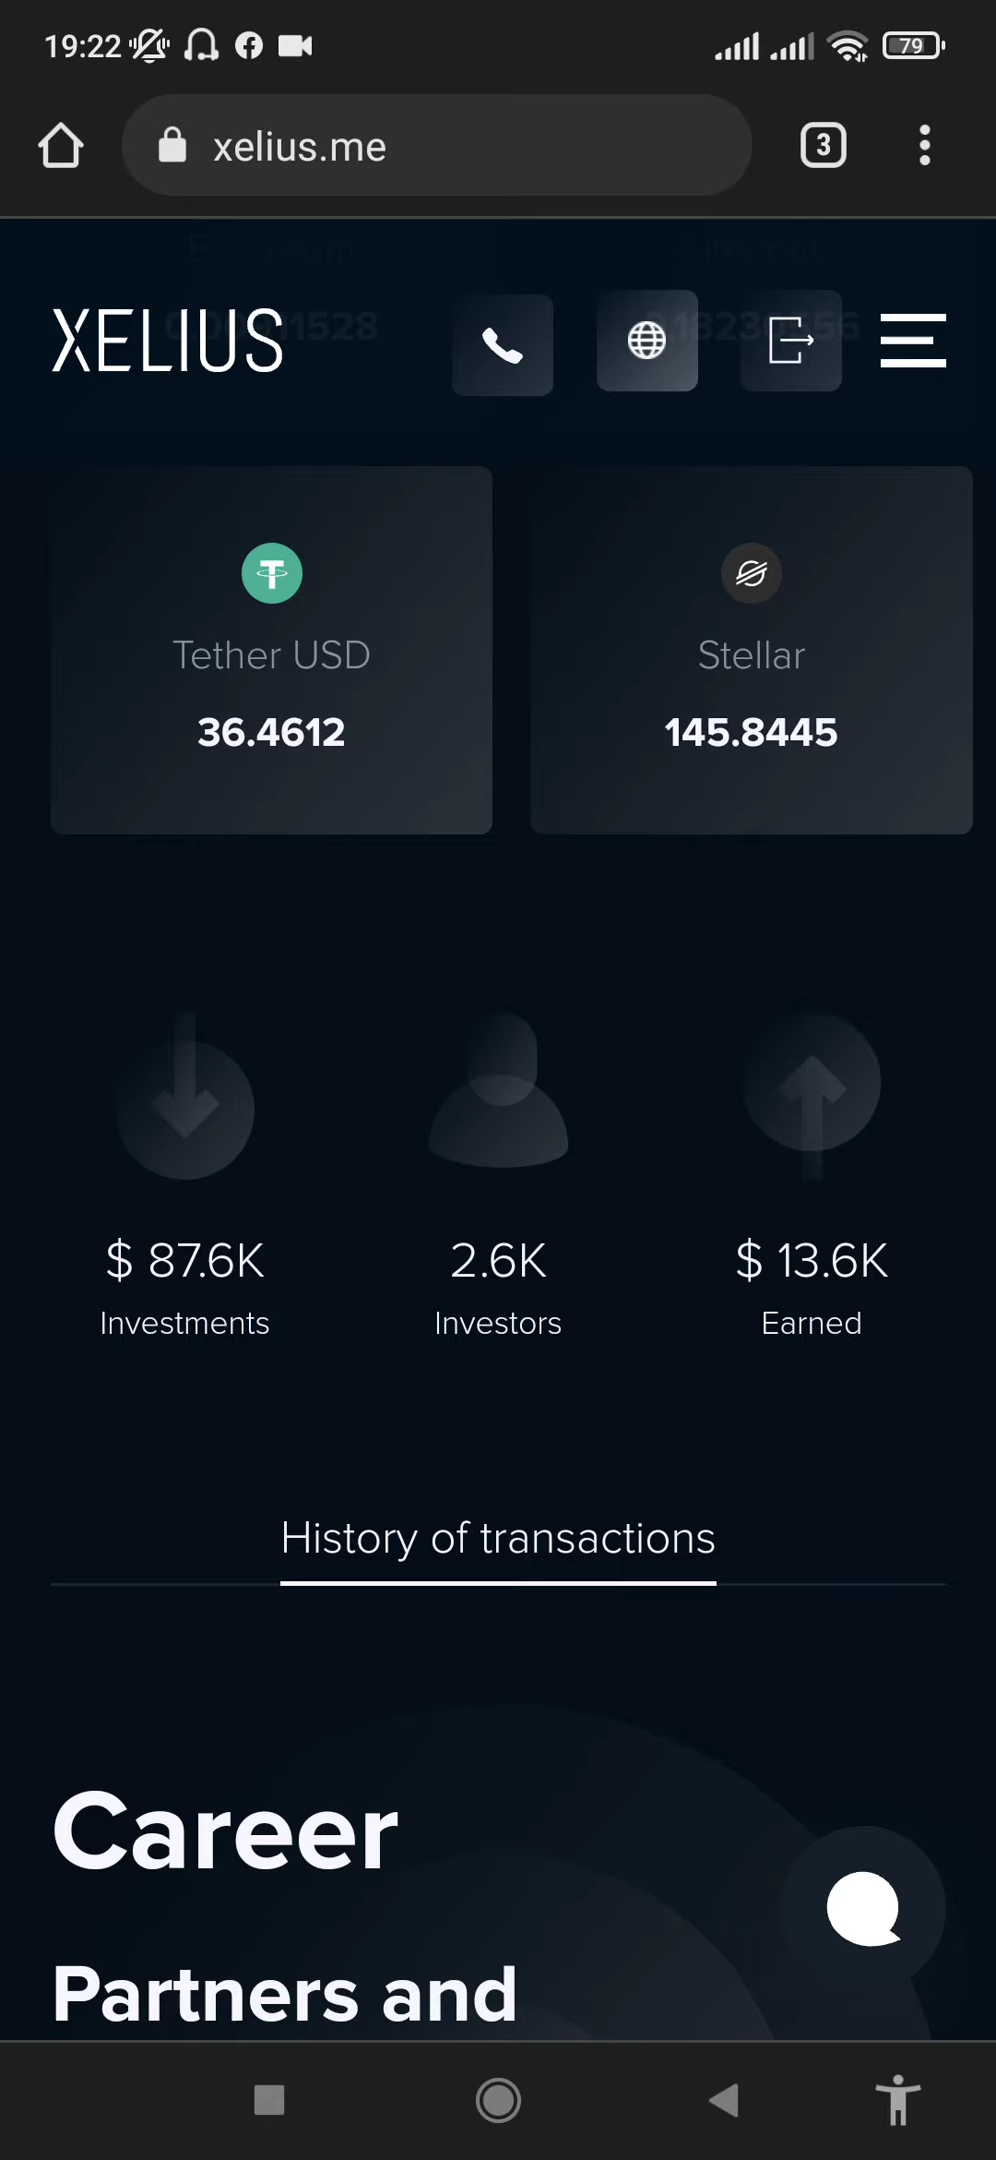 19:22
79
xelius.me
3
XELIUS
Tether USD
Stellar
36.4612
145.8445
$ 87.6K
2.6K
$ 13.6K
Investments
Investors
Earned
History of transactions
Career
Partners and